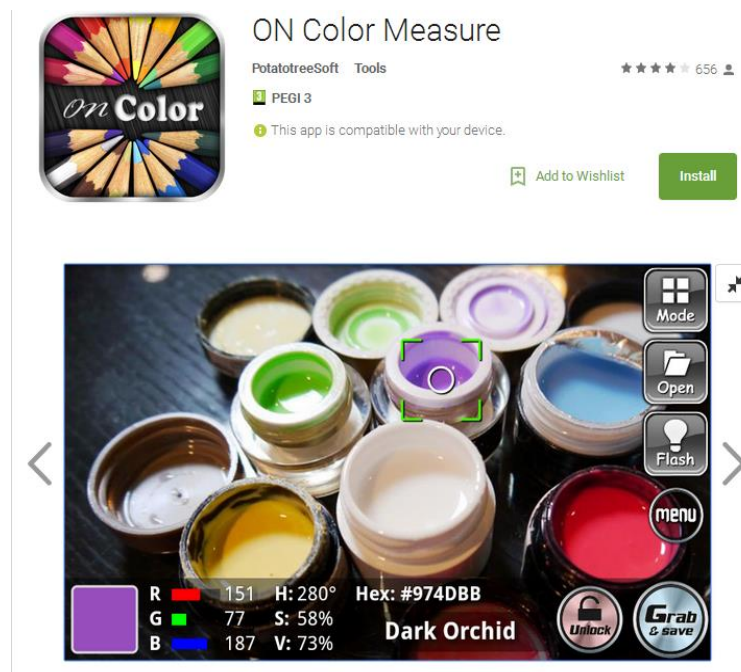 ON Color Measure
PotatotreeSoft Tools
656
3 PEGI 3
This app is compatible with your device.
Add to Wishlist
Install
On Color
Mode
Open
Flash
menu
R 151 H: 280° Hex: #974DBB
G 77 S: 58%
B 187 V: 73%
Dark Orchid
Unlock
Grab
& save